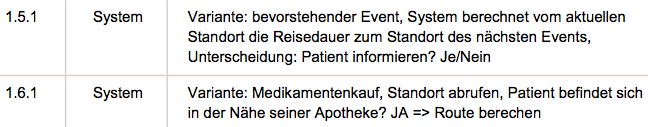 1.5.1 System Variante: bevorstehender Event, System berechnet vom aktuellen
Standort die Reisedauer zum Standort des nächsten Events,
Unterscheidung: Patient informieren? Je/Nein
1.6.1 System Variante: Medikamentenkauf, Standort abrufen, Patient befindet sich
in der Nähe seiner Apotheke? JA => Route berechen